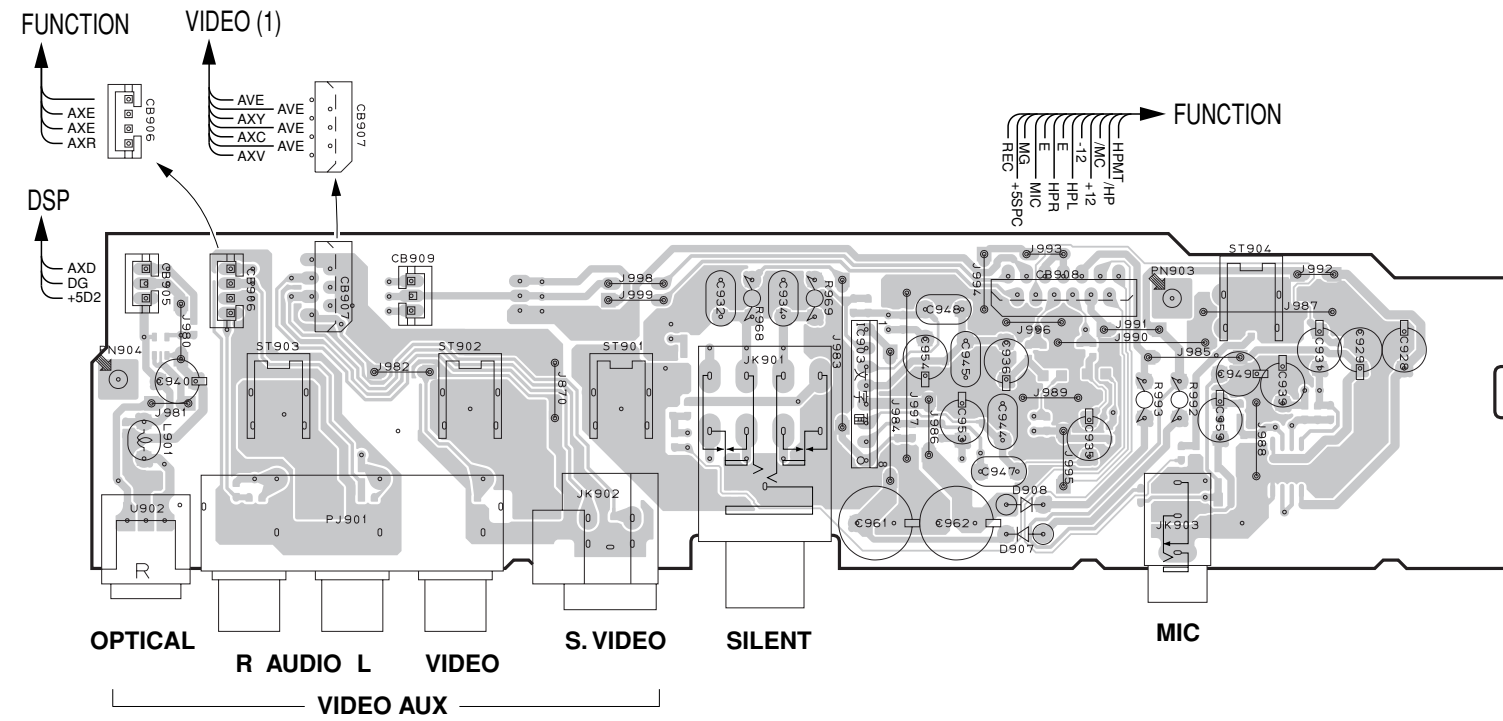 FUNCTION
VIDEO (1)
AXE
AXE
AXR
CB906
AVE
AVE
AXY
AVE
AXC
AVE
AXV
CB907
FUNCTION
REC
MG
E
E
-12
/MC
HPMT
+5SPC
MIC
HPR
HPL
+12
/HP
DSP
AXD
DG
+5D2
CB905
CB906
CB907
CB909
J998
J999
C932
R968
C934
R969
J994
J993
CB908
PN903
ST904
J992
J987
J980
PN904
ST903
J982
ST902
J870
ST901
JK901
J983
C948
J996
J991
J990
J985
C931
C929
C928
C940
J981
L901
C954
C945
C936
J989
R993
R992
C949
C939
C959
J988
J984
J997
J986
C953
C944
C935
J995
C947
U902
R
PJ901
JK902
C961
C962
D908
D907
JK903
OPTICAL
R AUDIO L
VIDEO
S. VIDEO
SILENT
MIC
VIDEO AUX